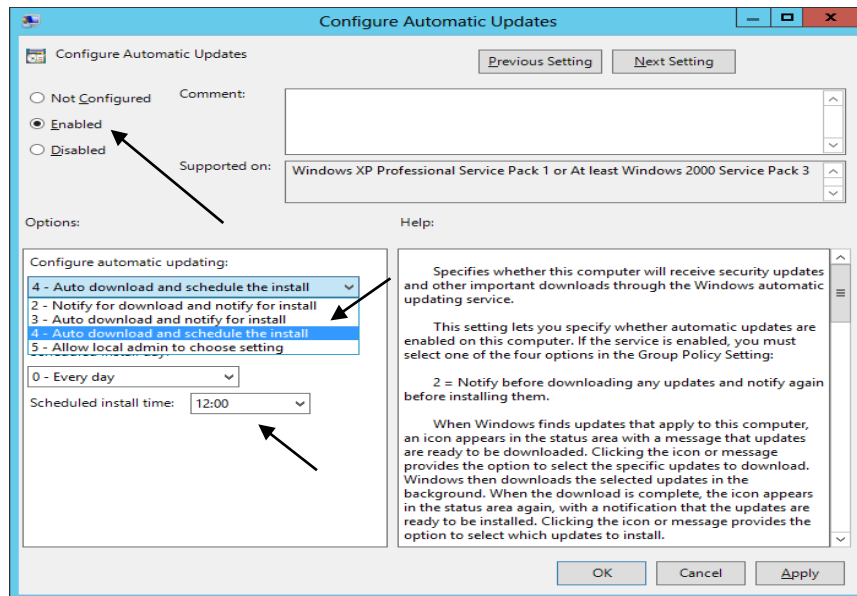 Configure Automatic Updates
Configure Automatic Updates
Previous Setting
Next Setting
Not Configured
Comment:
Enabled
Disabled
Supported on:
Windows XP Professional Service Pack 1 or At least Windows 2000 Service Pack 3
Options:
Help:
Configure automatic updating:
4 - Auto download and schedule the install
2 - Notify for download and notify for install
3 - Auto download and notify for install
4 - Auto download and schedule the install
5 - Allow local admin to choose setting
Scheduled install day:
0 - Every day
Scheduled install time:
12:00
Specifies whether this computer will receive security updates
and other important downloads through the Windows automatic
updating service.
This setting lets you specify whether automatic updates are
enabled on this computer. If the service is enabled, you must
select one of the four options in the Group Policy Setting:
2 = Notify before downloading any updates and notify again
before installing them.
When Windows finds updates that apply to this computer,
an icon appears in the status area with a message that updates
are ready to be downloaded. Clicking the icon or message
provides the option to select the specific updates to download.
Windows then downloads the selected updates in the
background. When the download is complete, the icon appears
in the status area again, with a notification that the updates are
ready to be installed. Clicking the icon or message provides the
option to select which updates to install.
OK
Cancel
Apply